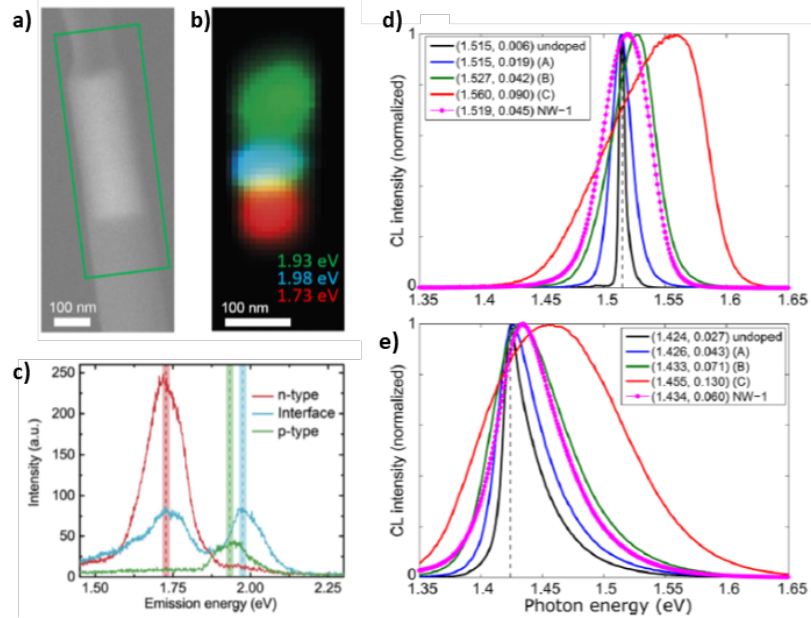 a)
100 nm
b)
1.93 eV
1.98 eV
1.73 eV
100 nm
c)
Intensity (a.u.)
250
200
150
100
50
0
n-type
Interface
p-type
1.50
1.75
2.00
2.25
Emission energy (eV)
d)
CL intensity (normalized)
1
0
(1.515, 0.006) undoped
(1.515, 0.019) (A)
(1.527, 0.042) (B)
(1.560, 0.090) (C)
(1.519, 0.045) NW-1
1.35
1.4
1.45
1.5
1.55
1.6
1.65
e)
CL intensity (normalized)
1
0
(1.424, 0.027) undoped
(1.426, 0.043) (A)
(1.433, 0.071) (B)
(1.455, 0.130) (C)
(1.434, 0.060) NW-1
1.35
1.4
1.45
1.5
1.55
1.6
1.65
Photon energy (eV)